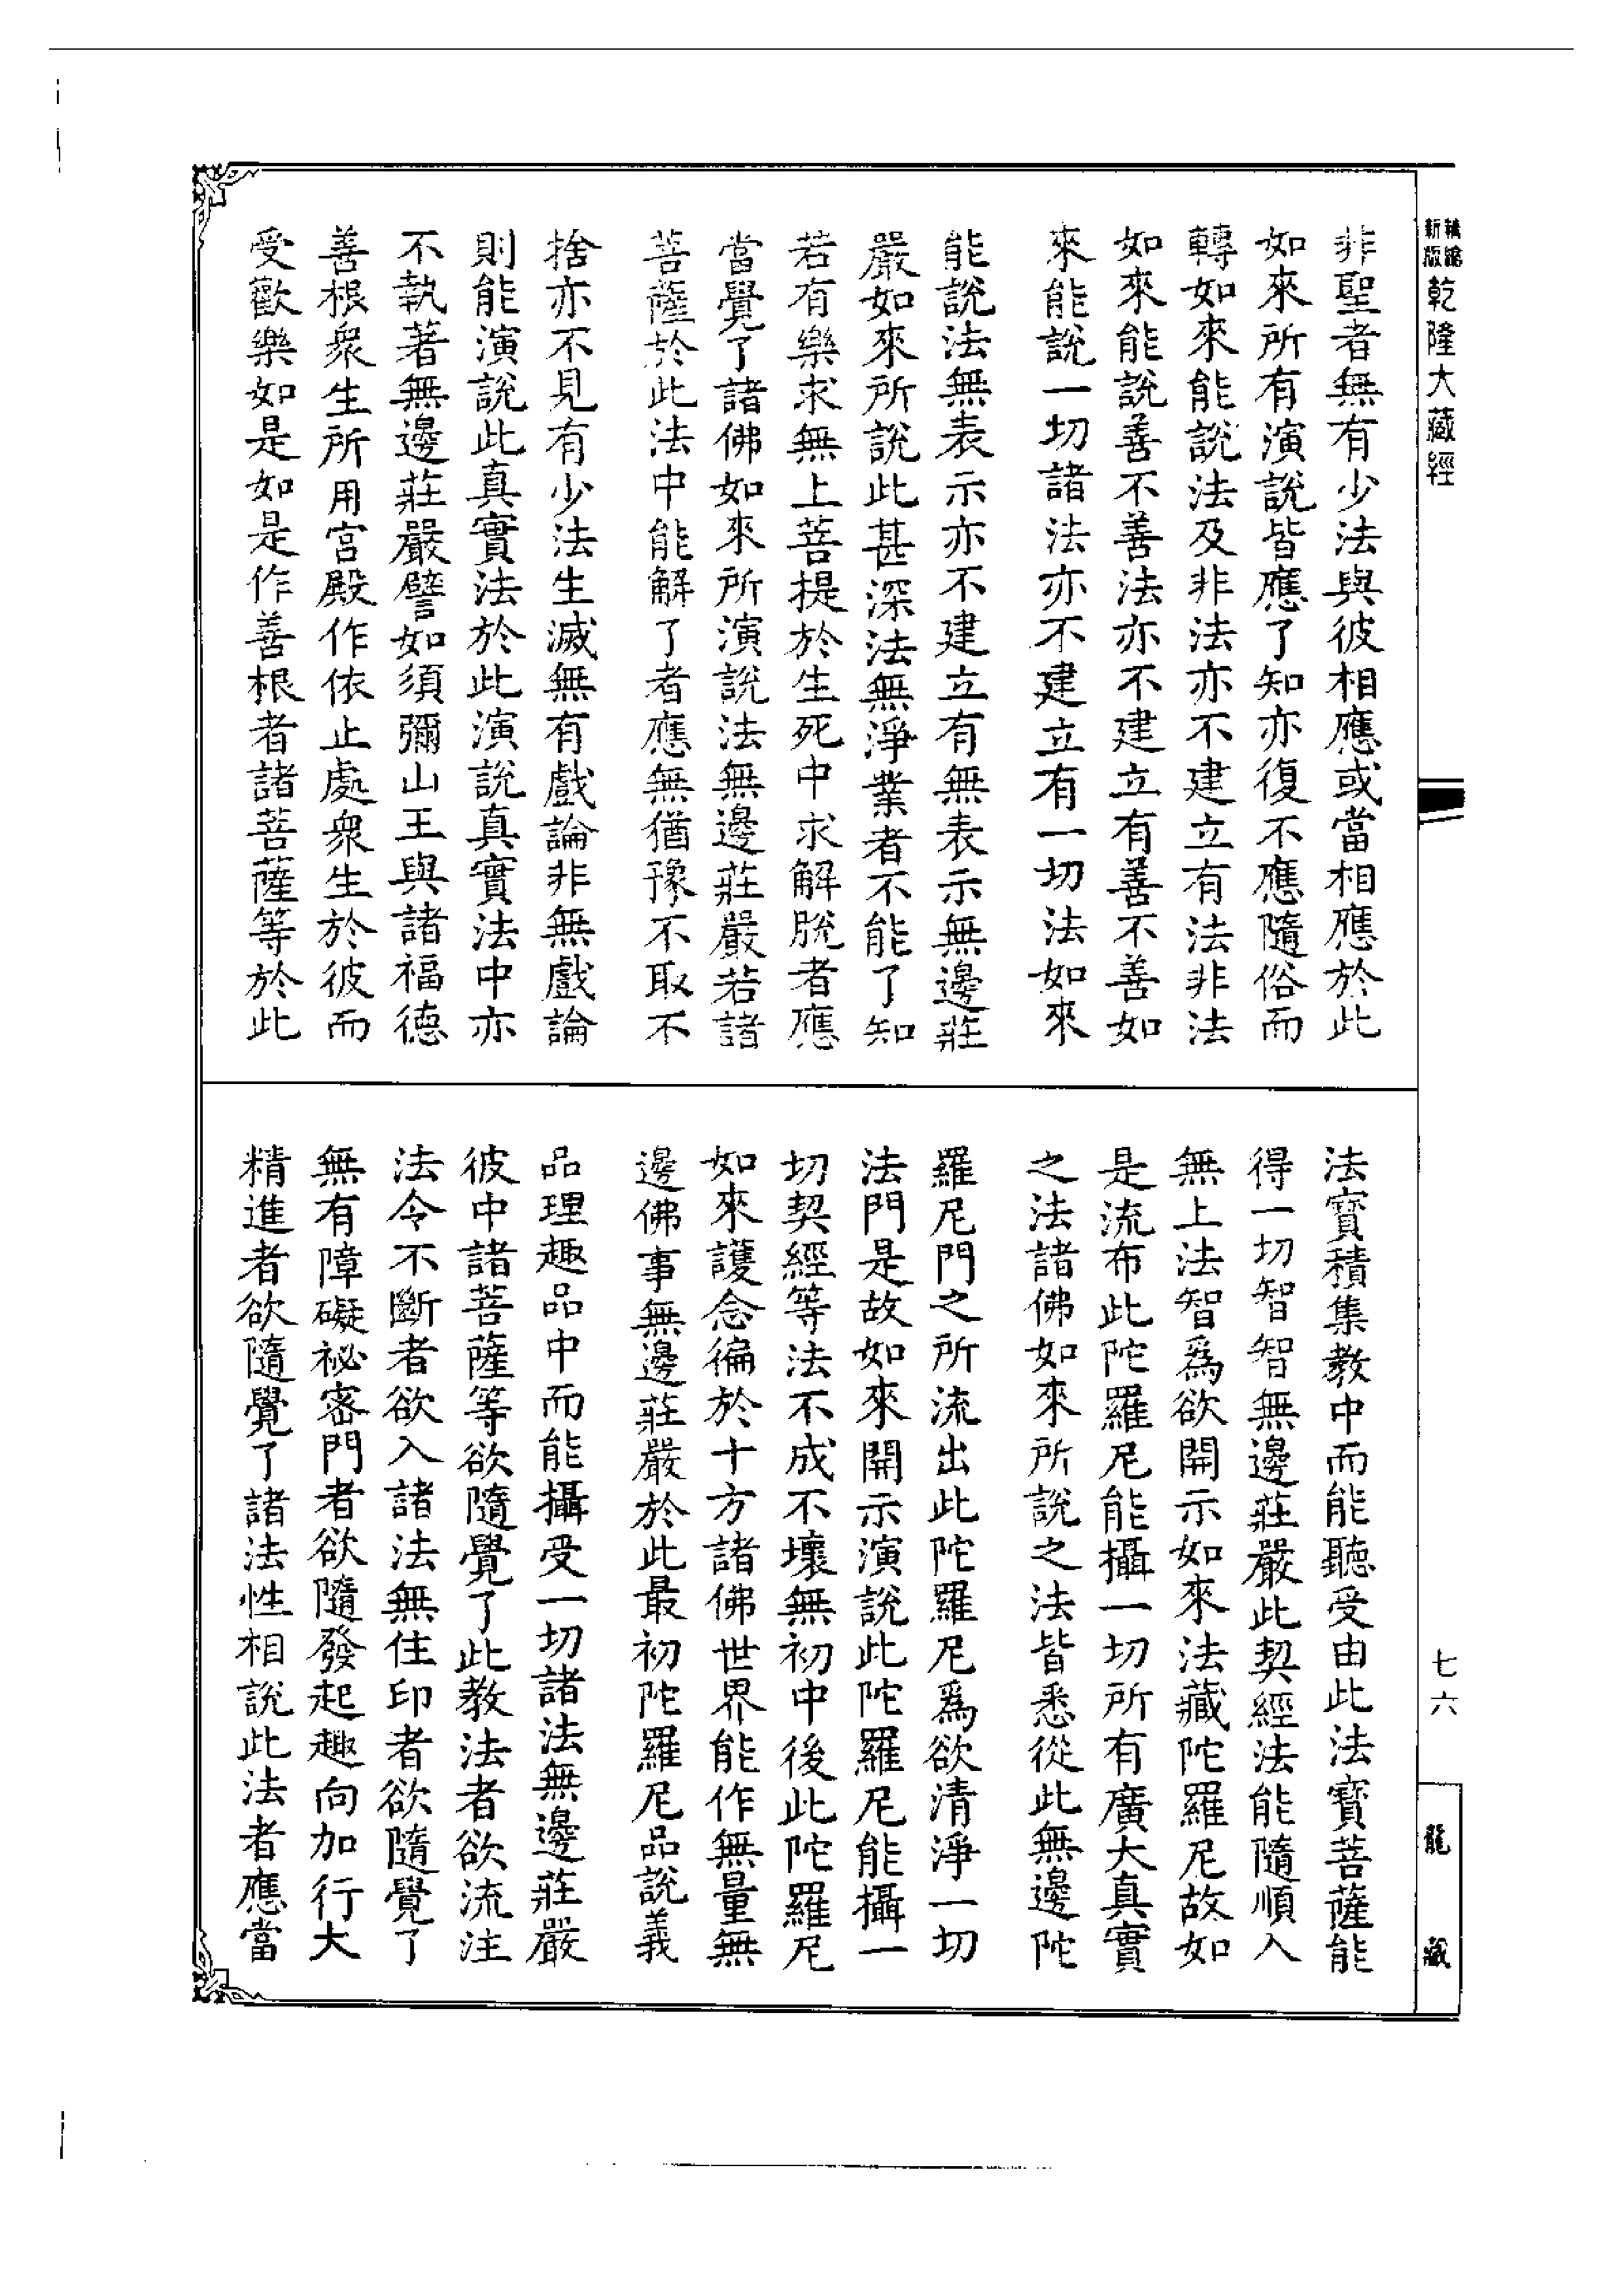 新編縮版乾隆大藏經
非聖者無有少法與彼相應或當相應於此
如來所有演說皆應了知亦復不應隨俗而
轉如來能說法及非法亦不建立有法非法
如來能說善不善法亦不建立有善不善如
來能說一切諸法亦不建立有一切法如來
能說法無表示亦不建立有無表示無邊莊
嚴如來所說此甚深法無淨業者不能了知
若有樂求無上菩提於生死中求解脫者應
當覺了諸佛如來所演說法無邊莊嚴若諸
菩薩於此法中能解了者應無猶豫不取不
捨亦不見有少法生滅無有戲論非無戲論
則能演說此真實法於此演說真實法中亦
不執著無邊莊嚴譬如須彌山王與諸福德
善根衆生所用宮殿作依止處衆生於彼而
受歡樂如是如是作善根者諸菩薩等於此
法寶積集教中而能聽受由此法寶菩薩能
得一切智智無邊莊嚴此契經法能隨順入
無上法智爲欲開示如來法藏陀羅尼故如
是流布此陀羅尼能攝一切所有廣大真實
之法諸佛如來所說之法皆悉從此無邊陀
羅尼門之所流出此陀羅尼爲欲清淨一切
法門是故如來開示演說此陀羅尼能攝一
切契經等法不成不壞無初中後此陀羅尼
如來護念徧於十方諸佛世界能作無量無
邊佛事無邊莊嚴於此最初陀羅尼品說義
品理趣品中而能攝受一切諸法無邊莊嚴
彼中諸菩薩等欲隨覺了此教法者欲流注
法令不斷者欲入諸法無住印者欲隨覺了
無有障礙祕密門者欲隨發起趣向加行大
精進者欲隨覺了諸法性相說此法者應當
七六
龍藏